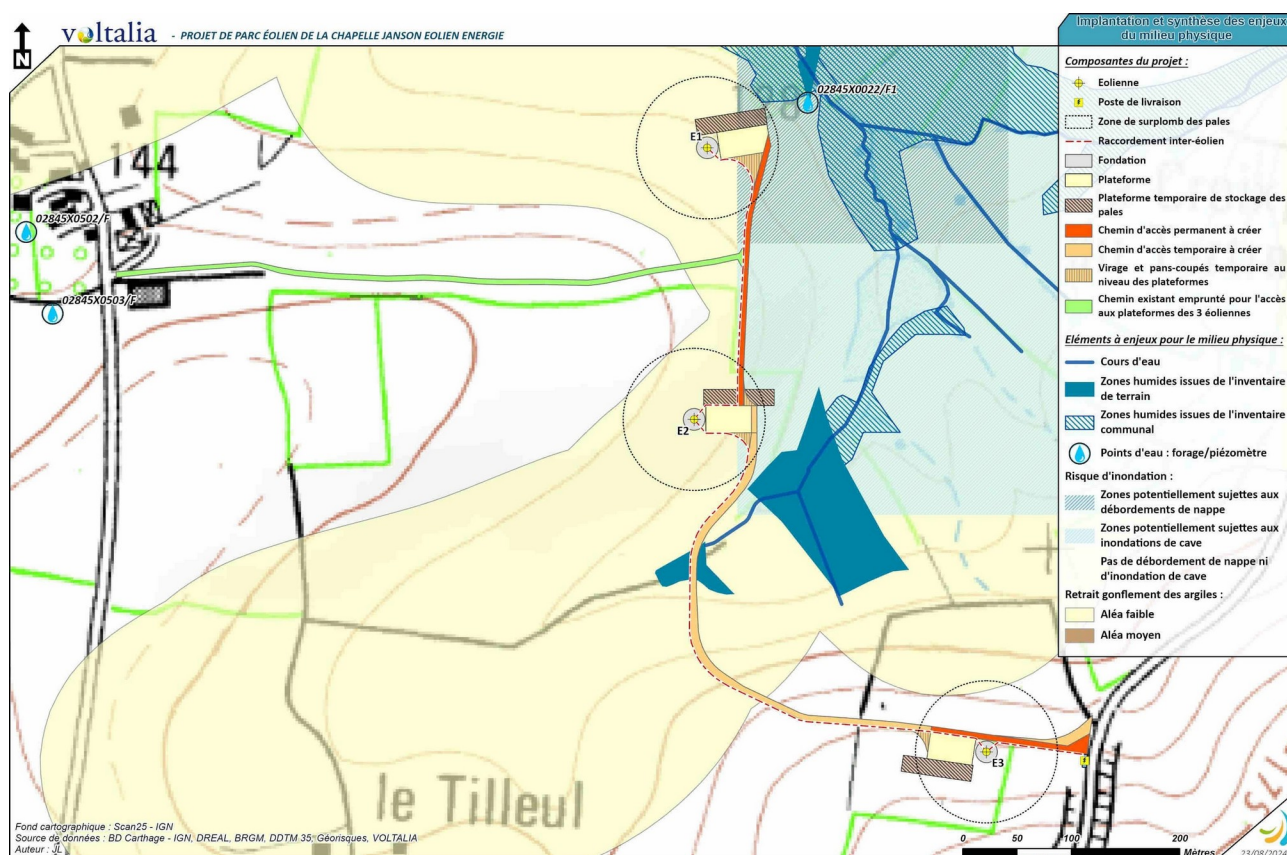 N
voltalia
- PROJET DE PARC ÉOLIEN DE LA CHAPELLE JANSON EOLIEN ENERGIE
Implantation et synthèse des enjeux
du milieu physique
Composantes du projet :
Eolienne
Poste de livraison
Zone de surplomb des pales
Raccordement inter-éolien
Fondation
Plateforme
Plateforme temporaire de stockage des
pales
Chemin d'accès permanent à créer
Chemin d'accès temporaire à créer
Virage et pans-coupés temporaire au
niveau des plateformes
Chemin existant emprunté pour l'accès
aux plateformes des 3 éoliennes
Eléments à enjeux pour le milieu physique :
Cours d'eau
Zones humides issues de l'inventaire
de terrain
Zones humides issues de l'inventaire
communal
Points d'eau : forage/piézomètre
Risque d'inondation :
Zones potentiellement sujettes aux
débordements de nappe
Zones potentiellement sujettes aux
inondations de cave
Pas de débordement de nappe ni
d'inondation de cave
Retrait gonflement des argiles :
Aléa faible
Aléa moyen
02845X0022/F1
E1
144
02845X0502/F
02845X0503/F
E2
E3
le Tilleul
Fond cartographique : Scan25 - IGN
Source de données : BD Carthage - IGN, DREAL, BRGM, DDTM 35, Géorisques, VOLTALIA
Auteur : JL
0 50 100 200
Mètres
23/08/2024